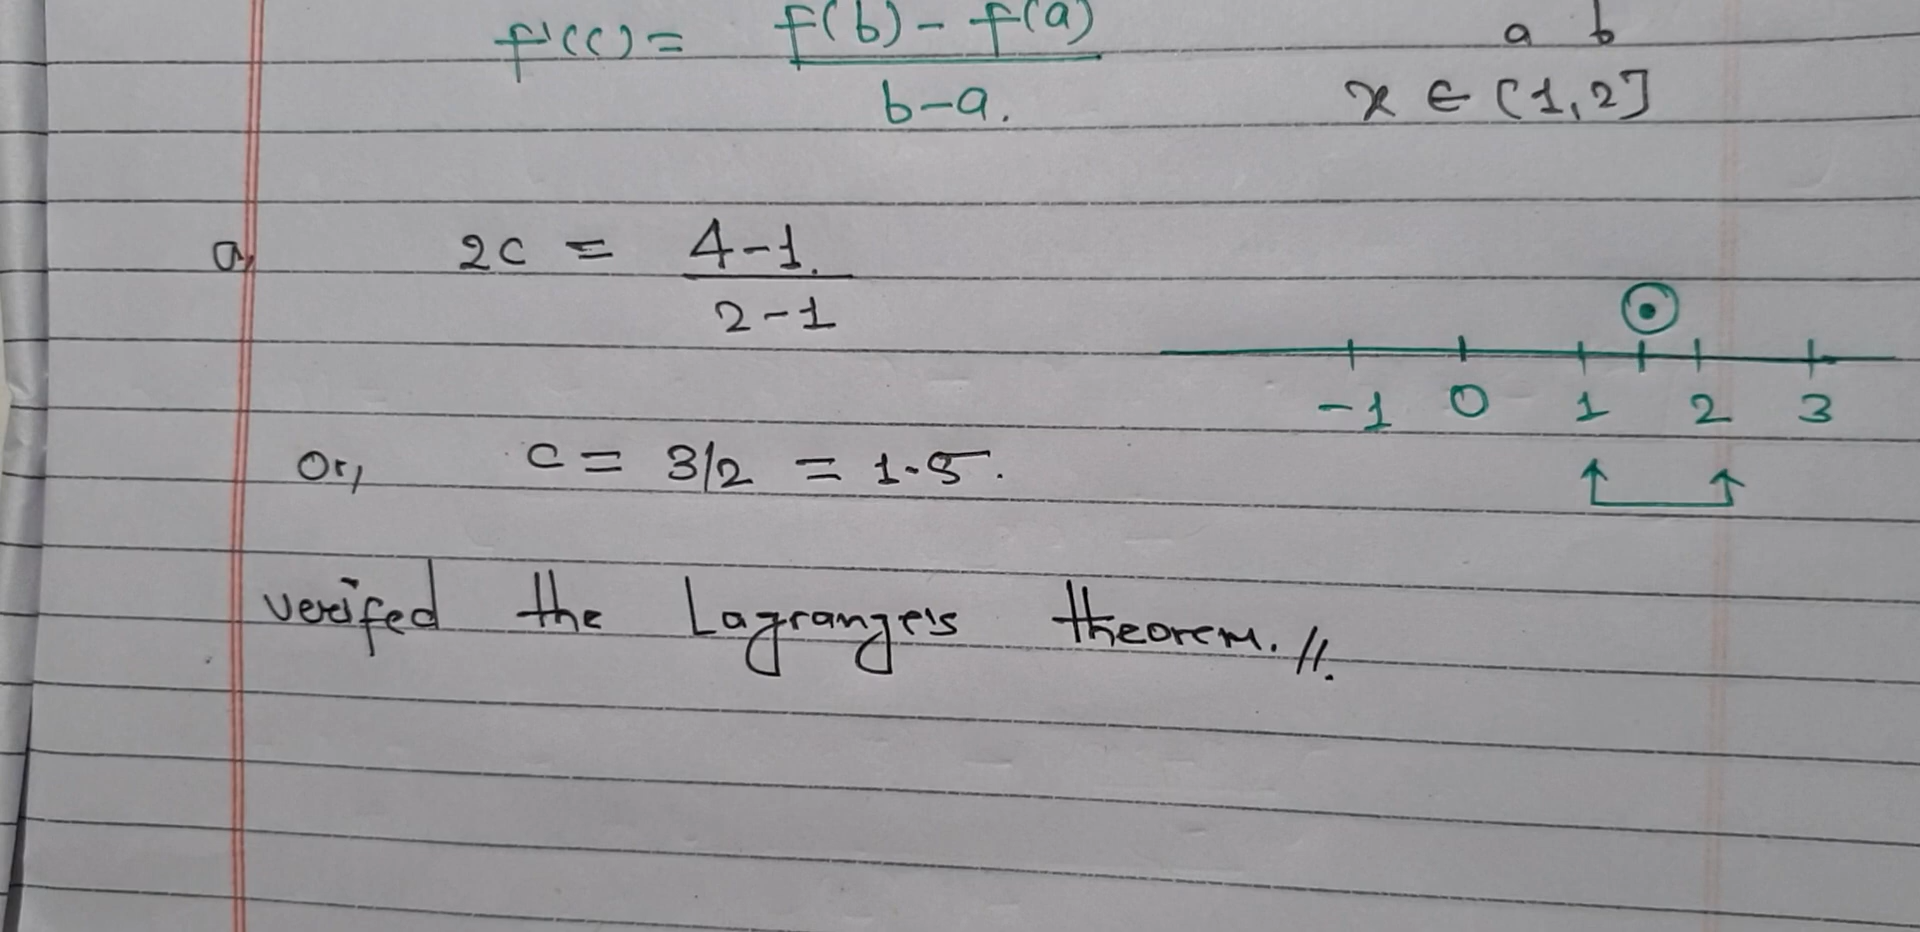 f'(c) = f(b) - f(a) / b-a.
a b
x ∈ [1,2]
a, 2c = 4-1. / 2-1
-1 0 1 2 3
Or, c = 3/2 = 1.5.
verifed the Lagrange's theorem. //.